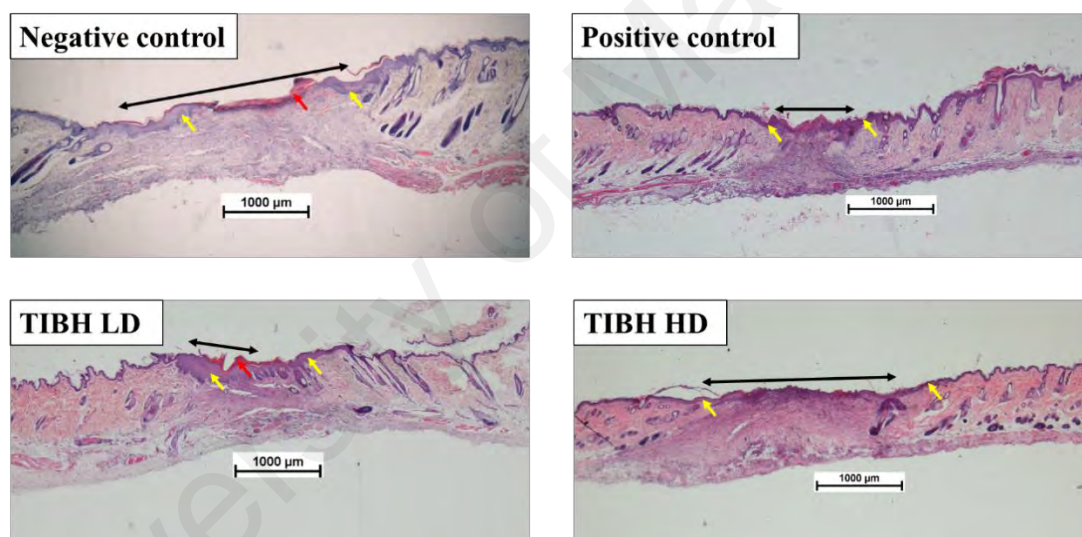 Negative control
1000 µm
Positive control
1000 µm
TIBH LD
1000 µm
TIBH HD
1000 µm